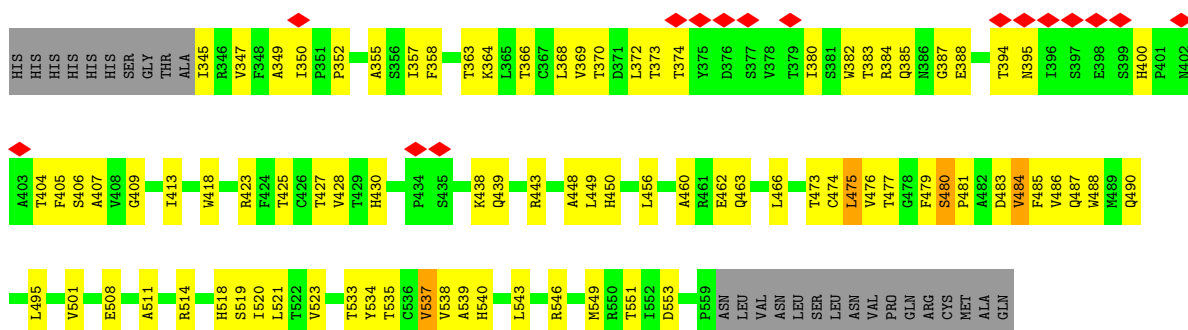 HIS HIS HIS HIS HIS HIS SER GLY THR ALA I345 R346 V347 F348 A349 I350 P351 P352 A355 S356 I357 F358 T363 K364 L365 T366 C367 L368 V369 T370 D371 L372 T373 T374 Y375 D376 S377 V378 T379 I380 S381 W382 T383 R384 Q385 N386 G387 E388 T394 N395 I396 S397 E398 S399 H400 P401 N402
A403 T404 F405 S406 A407 V408 G409 I413 W418 R423 F424 T425 C426 T427 V428 T429 H430 P434 S435 K438 Q439 R443 A448 L449 H450 L456 A460 R461 E462 Q463 L466 T473 C474 L475 V476 T477 G478 F479 S480 P481 A482 D483 V484 F485 V486 Q487 W488 M489 Q490
L495 V501 E508 A511 R514 H518 S519 I520 L521 T522 V523 T533 Y534 T535 C536 V537 V538 A539 H540 L543 R546 M549 R550 T551 I552 D553 P559 ASN LEU VAL ASN LEU SER LEU ASN VAL PRO GLN ARG CYS MET ALA GLN